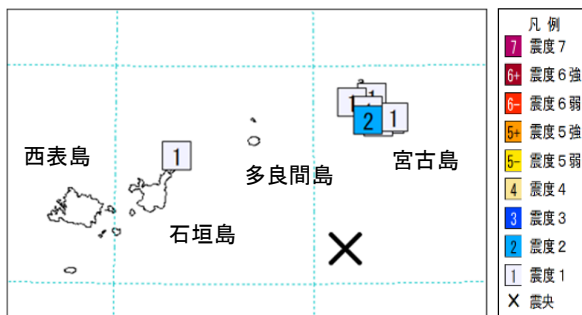 1
1
1
2
1
西表島
石垣島
多良間島
宮古島
凡例
7 震度7
6+ 震度6強
6- 震度6弱
5+ 震度5強
5- 震度5弱
4 震度4
3 震度3
2 震度2
1 震度1
× 震央